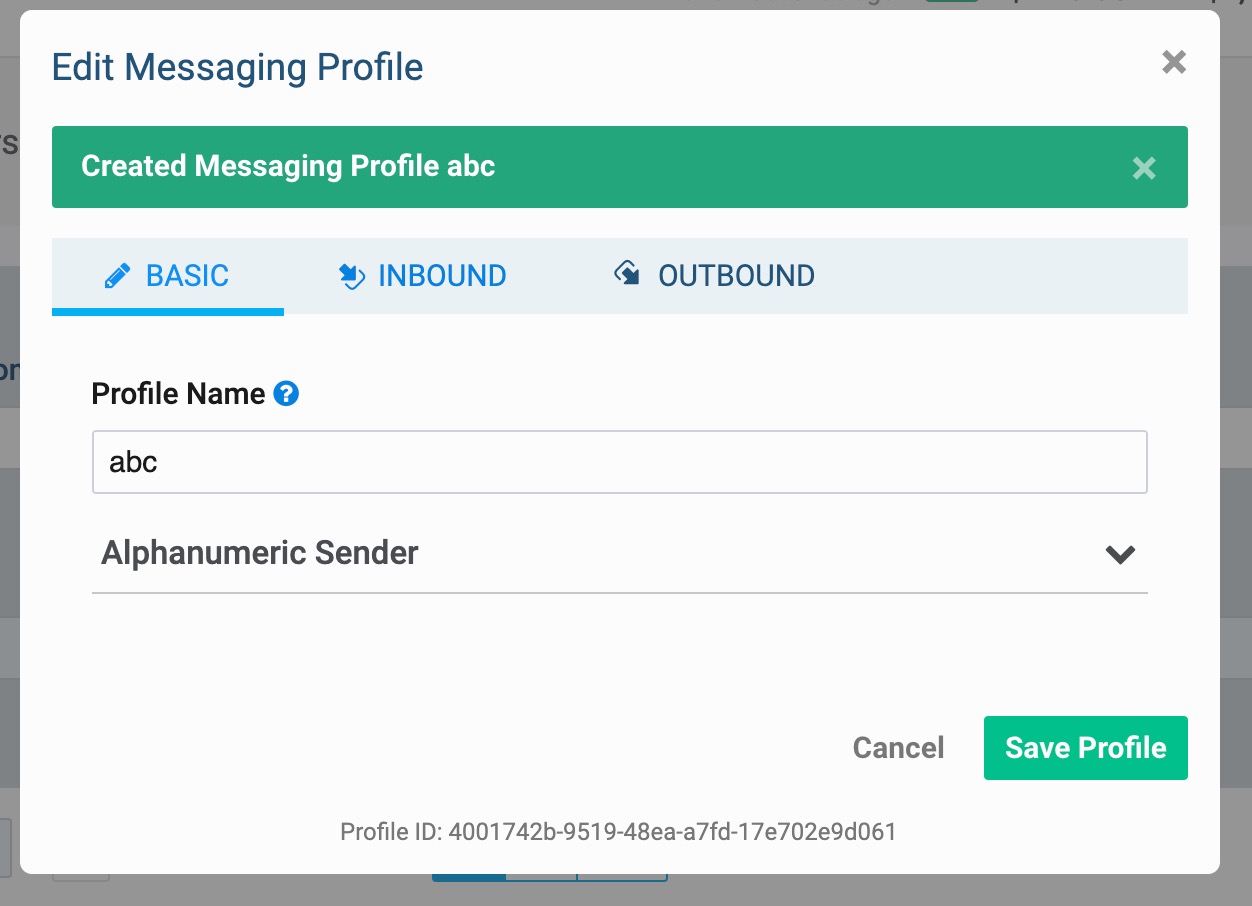 Edit Messaging Profile
Created Messaging Profile abc
BASIC INBOUND OUTBOUND
Profile Name
abc
Alphanumeric Sender
Cancel Save Profile
Profile ID: 4001742b-9519-48ea-a7fd-17e702e9d061